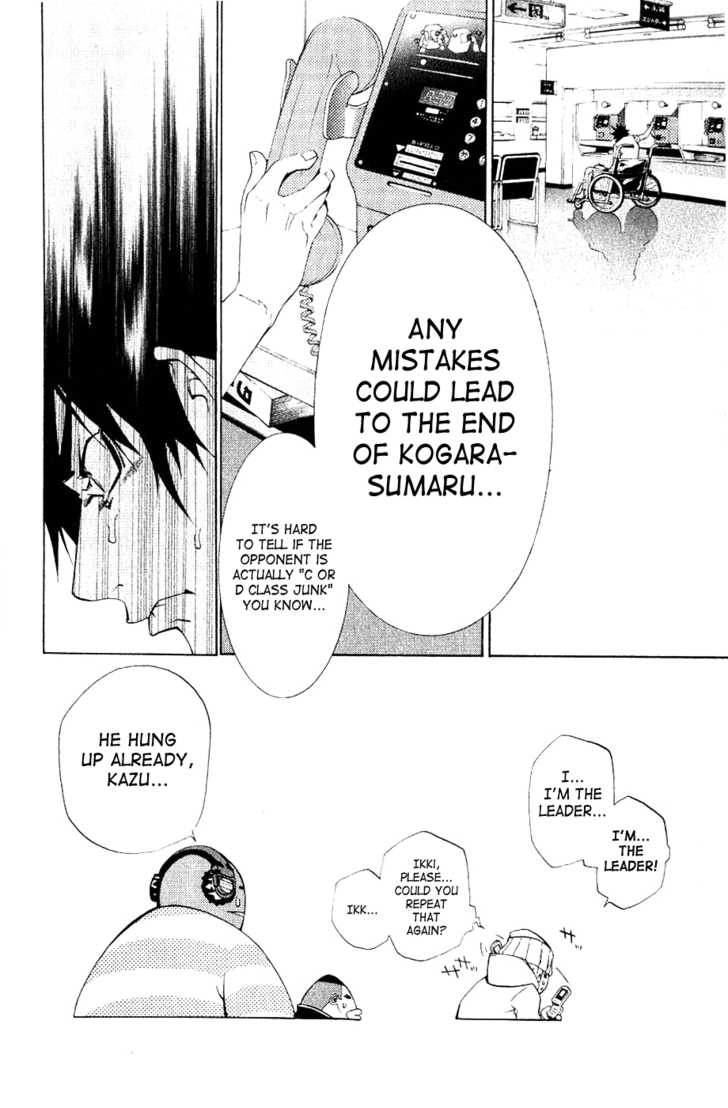 ANY
MISTAKES
COULD LEAD
TO THE END
OF KOGARA-
SUMARU...
IT'S HARD
TO TELL IF THE
OPPONENT IS
ACTUALLY "C OR
D CLASS JUNK"
YOU KNOW...
I...
I'M THE
LEADER...
I'M...
THE
LEADER!
IKKI,
PLEASE...
COULD YOU
REPEAT
THAT
AGAIN?
IKK...
HE HUNG
UP ALREADY,
KAZU...